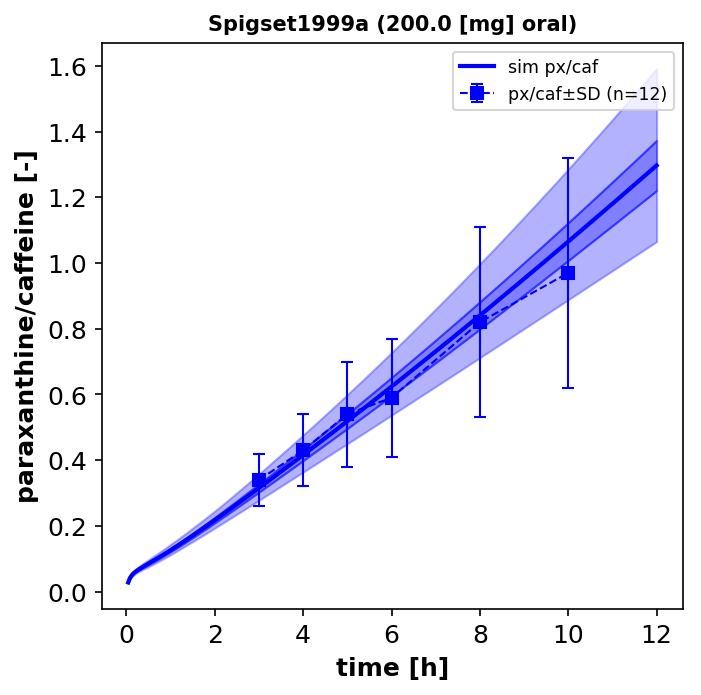 Spigset1999a (200.0 [mg] oral)
sim px/caf
px/caf±SD (n=12)
paraxanthine/caffeine [-]
1.6
1.4
1.2
1.0
0.8
0.6
0.4
0.2
0.0
0 2 4 6 8 10 12
time [h]